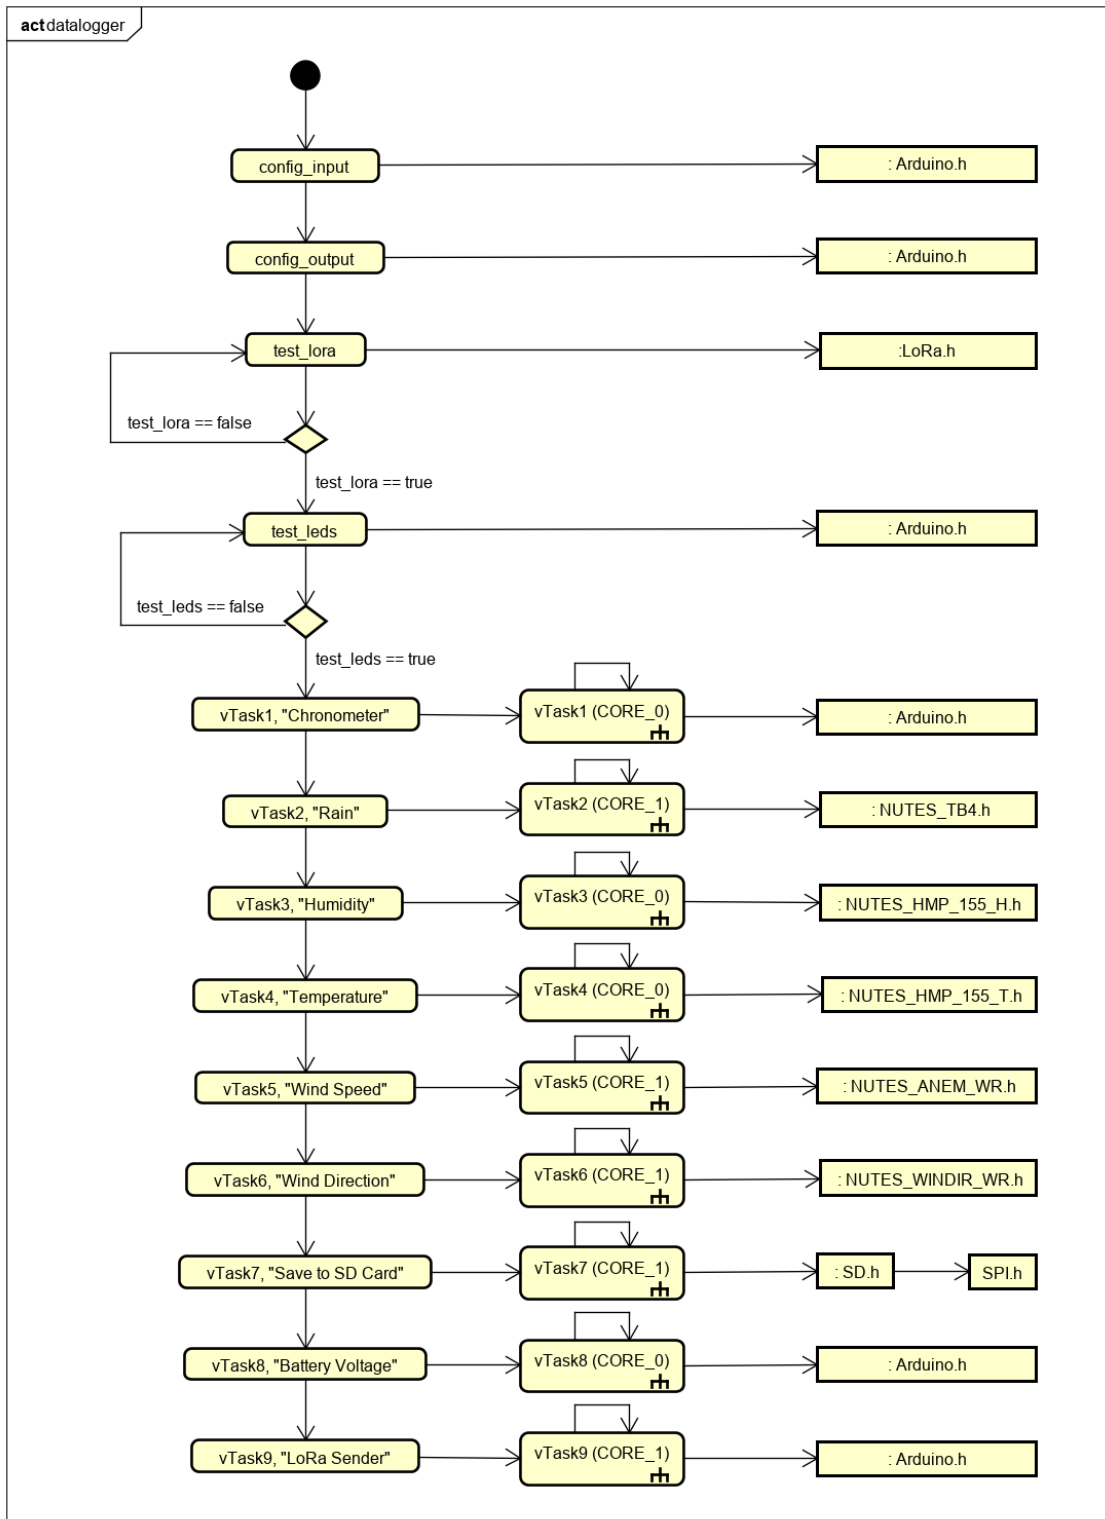 act datalogger
config_input
: Arduino.h
config_output
: Arduino.h
test_lora
:LoRa.h
test_lora == false
test_lora == true
test_leds
: Arduino.h
test_leds == false
test_leds == true
vTask1, "Chronometer"
vTask1 (CORE_0)
: Arduino.h
vTask2, "Rain"
vTask2 (CORE_1)
: NUTES_TB4.h
vTask3, "Humidity"
vTask3 (CORE_0)
: NUTES_HMP_155_H.h
vTask4, "Temperature"
vTask4 (CORE_0)
: NUTES_HMP_155_T.h
vTask5, "Wind Speed"
vTask5 (CORE_1)
: NUTES_ANEM_WR.h
vTask6, "Wind Direction"
vTask6 (CORE_1)
: NUTES_WINDIR_WR.h
vTask7, "Save to SD Card"
vTask7 (CORE_1)
: SD.h
SPI.h
vTask8, "Battery Voltage"
vTask8 (CORE_0)
: Arduino.h
vTask9, "LoRa Sender"
vTask9 (CORE_1)
: Arduino.h